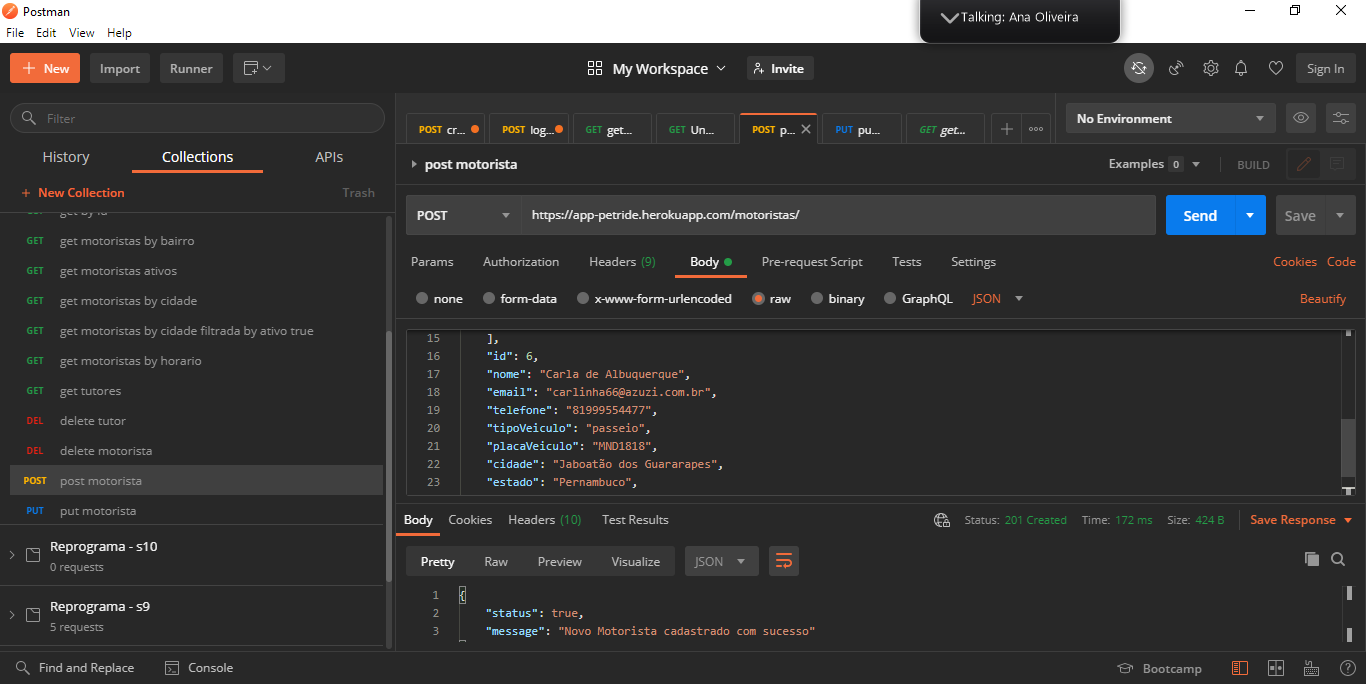 Postman
Talking: Ana Oliveira
File Edit View Help
+ New Import Runner
My Workspace
Invite
Sign In
Filter
History Collections APIs
+ New Collection Trash
get by id
GET get motoristas by bairro
GET get motoristas ativos
GET get motoristas by cidade
GET get motoristas by cidade filtrada by ativo true
GET get motoristas by horario
GET get tutores
DEL delete tutor
DEL delete motorista
POST post motorista
PUT put motorista
Reprograma - s10
0 requests
Reprograma - s9
5 requests
POST cr... POST log... GET get... GET Un... POST p... PUT pu... GET get...
No Environment
post motorista
Examples 0 BUILD
POST https://app-petride.herokuapp.com/motoristas/ Send Save
Params Authorization Headers (9) Body Pre-request Script Tests Settings Cookies Code
none form-data x-www-form-urlencoded raw binary GraphQL JSON Beautify
15 ],
16 "id": 6,
17 "nome": "Carla de Albuquerque",
18 "email": "carlinha66@azuzi.com.br",
19 "telefone": "81999554477",
20 "tipoVeiculo": "passeio",
21 "placaVeiculo": "MND1818",
22 "cidade": "Jaboatão dos Guararapes",
23 "estado": "Pernambuco",
Body Cookies Headers (10) Test Results Status: 201 Created Time: 172 ms Size: 424 B Save Response
Pretty Raw Preview Visualize JSON
1 {
2 "status": true,
3 "message": "Novo Motorista cadastrado com sucesso"
Find and Replace Console Bootcamp